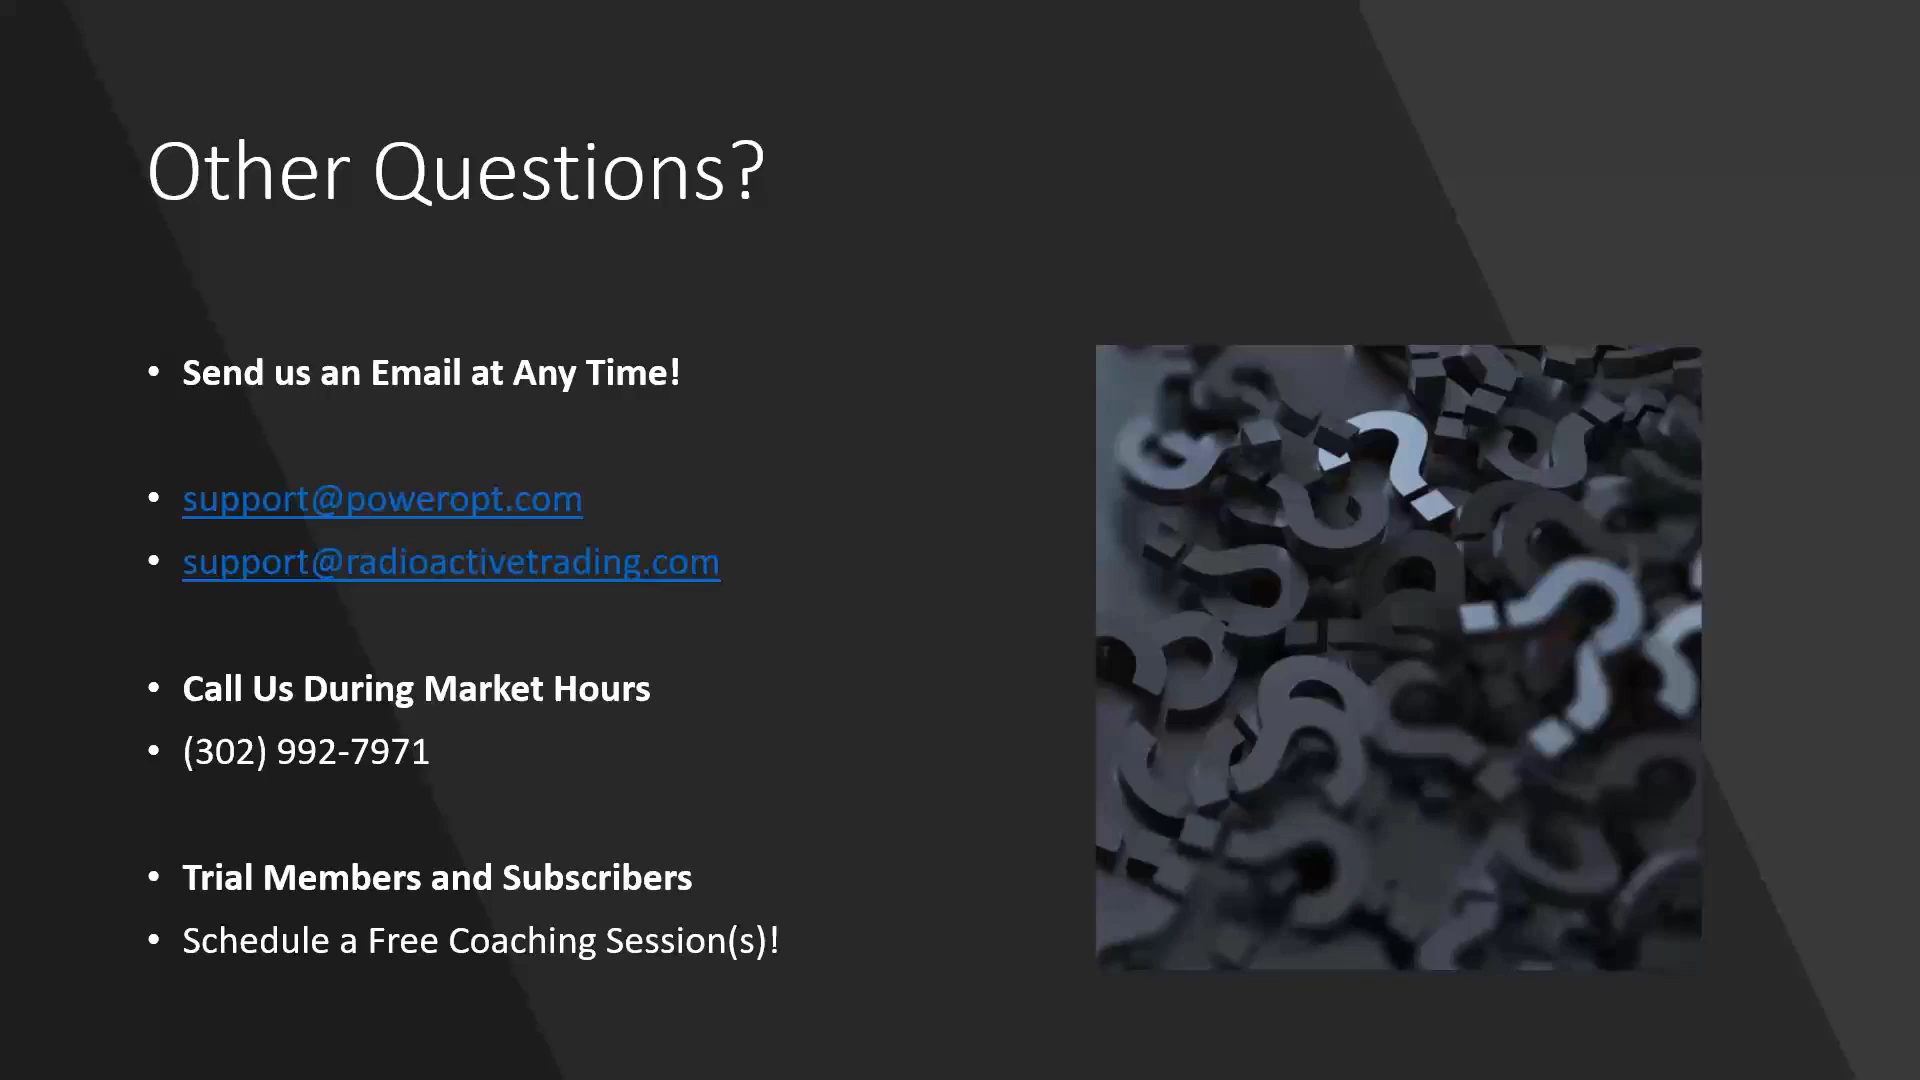 Other Questions?
• Send us an Email at Any Time!
• support@poweropt.com
• support@radioactivetrading.com
• Call Us During Market Hours
• (302) 992-7971
• Trial Members and Subscribers
• Schedule a Free Coaching Session(s)!